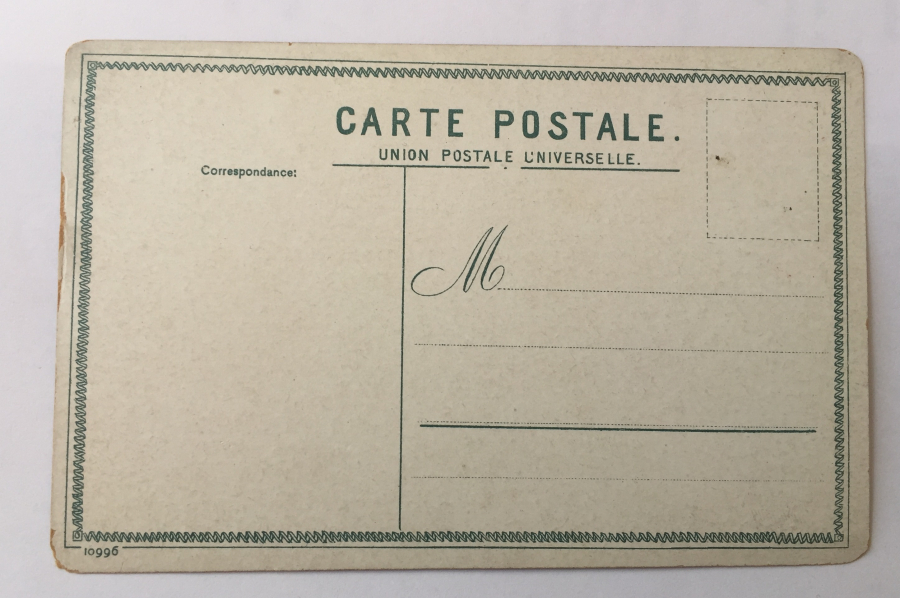 CARTE POSTALE.
UNION POSTALE UNIVERSELLE.
Correspondance:
M
10996